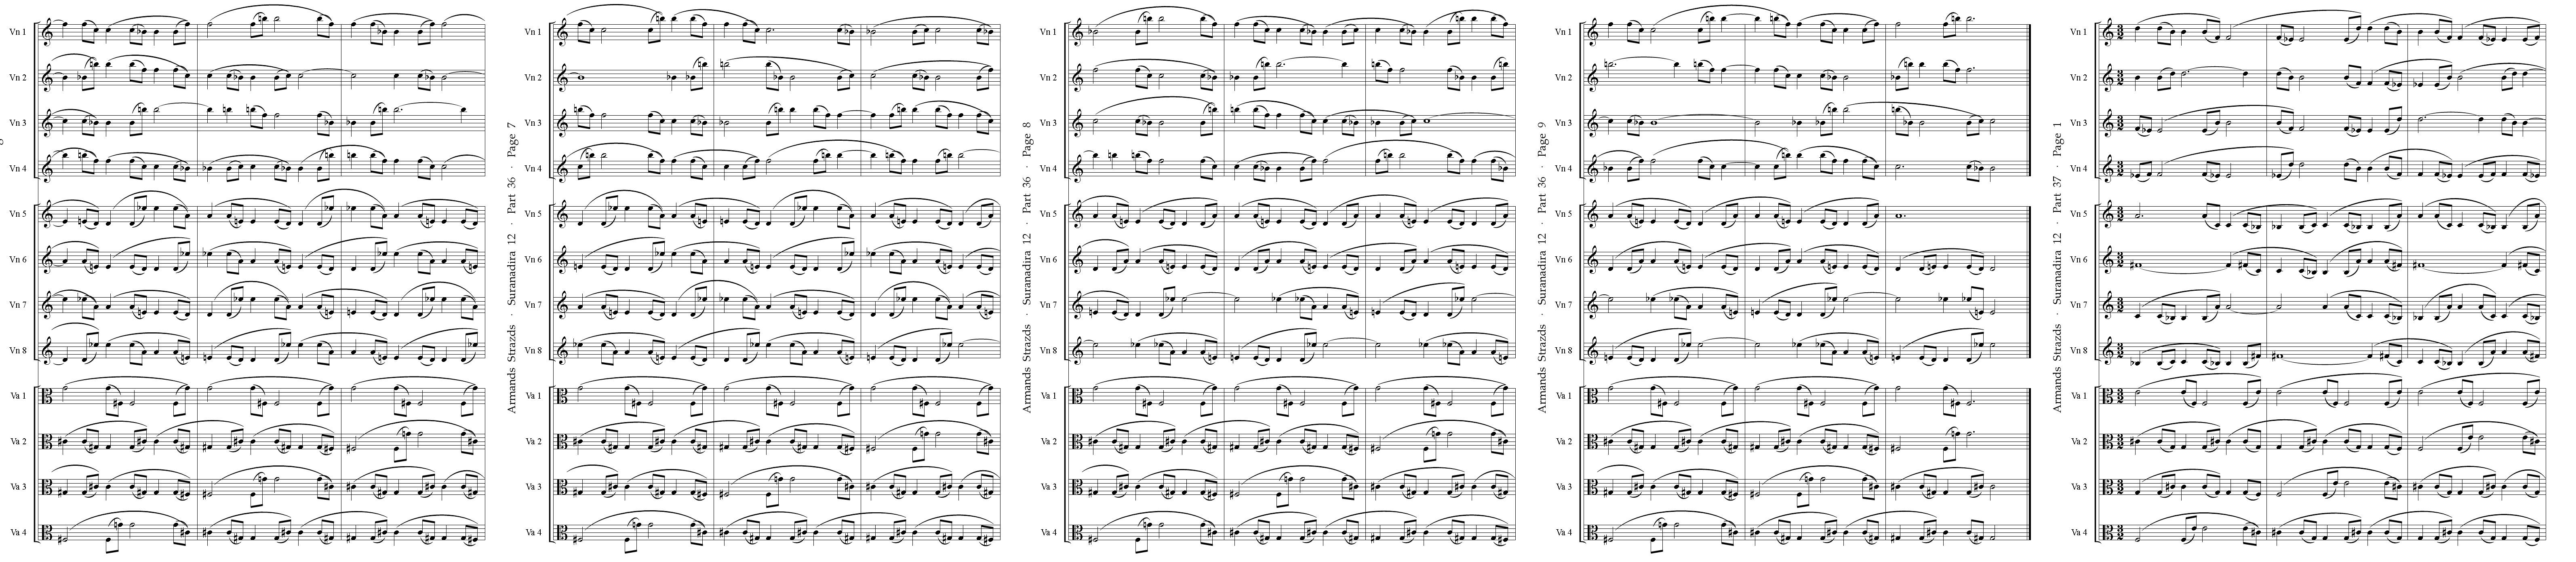 Vn 1
Vn 2
Vn 3
Vn 4
Vn 5
Vn 6
Vn 7
Vn 8
Va 1
Va 2
Va 3
Va 4
Armands Strazds · Suranadira 12 · Part 36 · Page 7
Vn 1
Vn 2
Vn 3
Vn 4
Vn 5
Vn 6
Vn 7
Vn 8
Va 1
Va 2
Va 3
Va 4
Armands Strazds · Suranadira 12 · Part 36 · Page 8
Vn 1
Vn 2
Vn 3
Vn 4
Vn 5
Vn 6
Vn 7
Vn 8
Va 1
Va 2
Va 3
Va 4
Armands Strazds · Suranadira 12 · Part 36 · Page 9
Vn 1
Vn 2
Vn 3
Vn 4
Vn 5
Vn 6
Vn 7
Vn 8
Va 1
Va 2
Va 3
Va 4
Armands Strazds · Suranadira 12 · Part 37 · Page 1
Vn 1
Vn 2
Vn 3
Vn 4
Vn 5
Vn 6
Vn 7
Vn 8
Va 1
Va 2
Va 3
Va 4